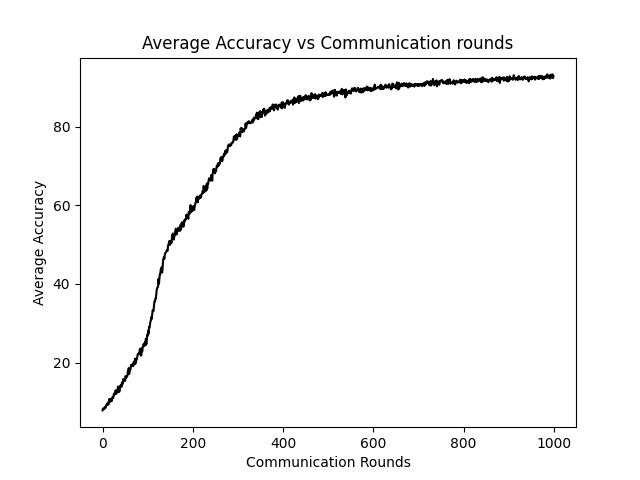 Average Accuracy vs Communication rounds
Average Accuracy
80
60
40
20
0 200 400 600 800 1000
Communication Rounds